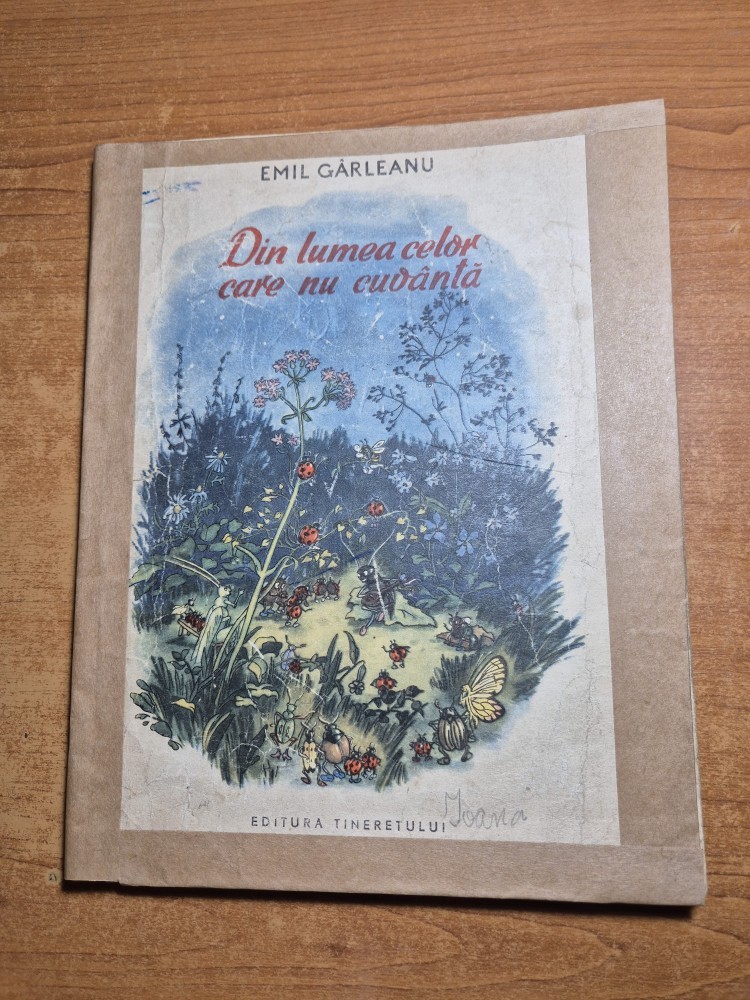 EMIL GÂRLEANU
Din lumea celor
care nu cuvântă
EDITURA TINERETULUI
Ioana